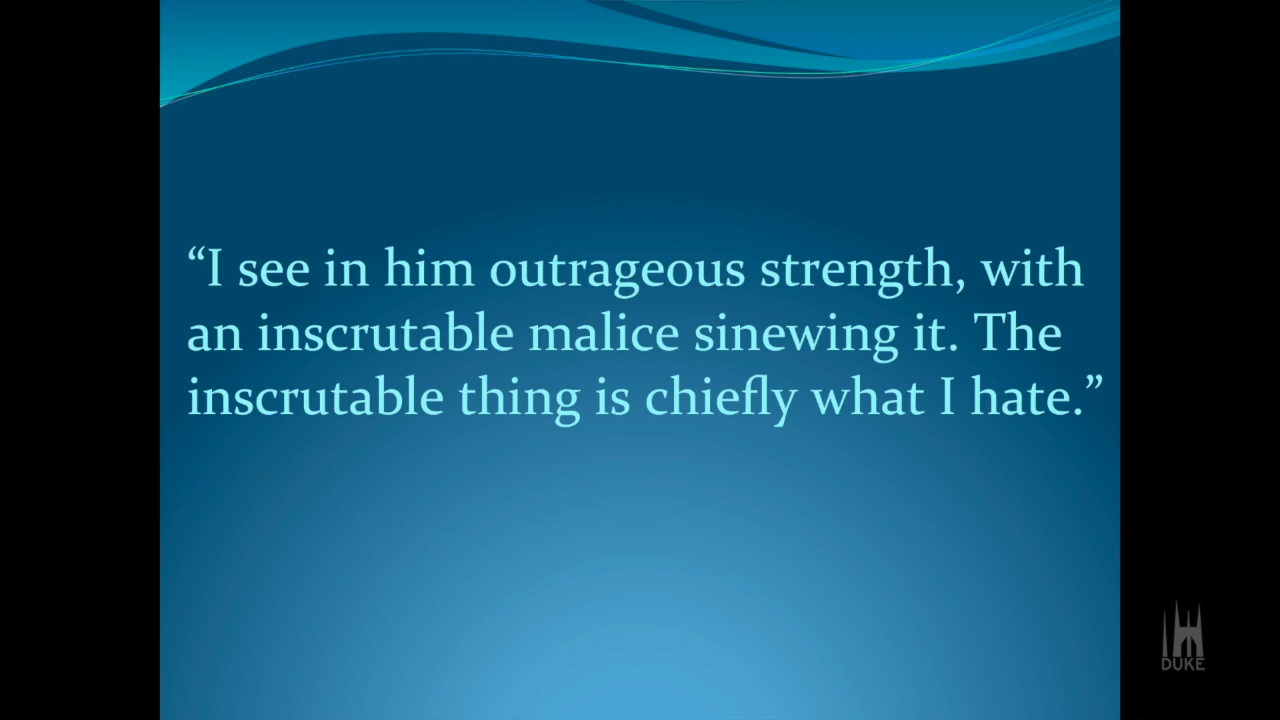 “I see in him outrageous strength, with
an inscrutable malice sinewing it. The
inscrutable thing is chiefly what I hate.”
DUKE